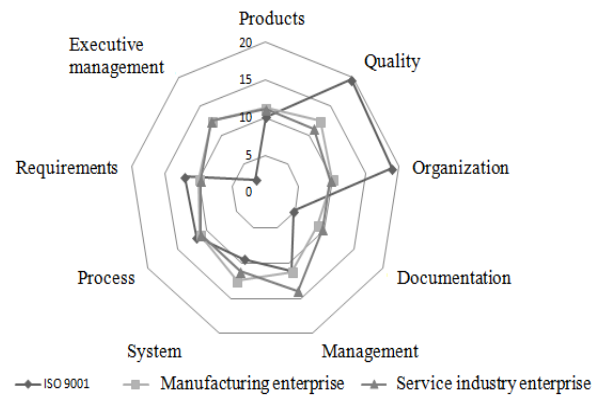 Products
20
Executive
management
Quality
15
10
5
Requirements
Organization
0
Process
Documentation
System
Management
ISO 9001
Manufacturing enterprise
Service industry enterprise